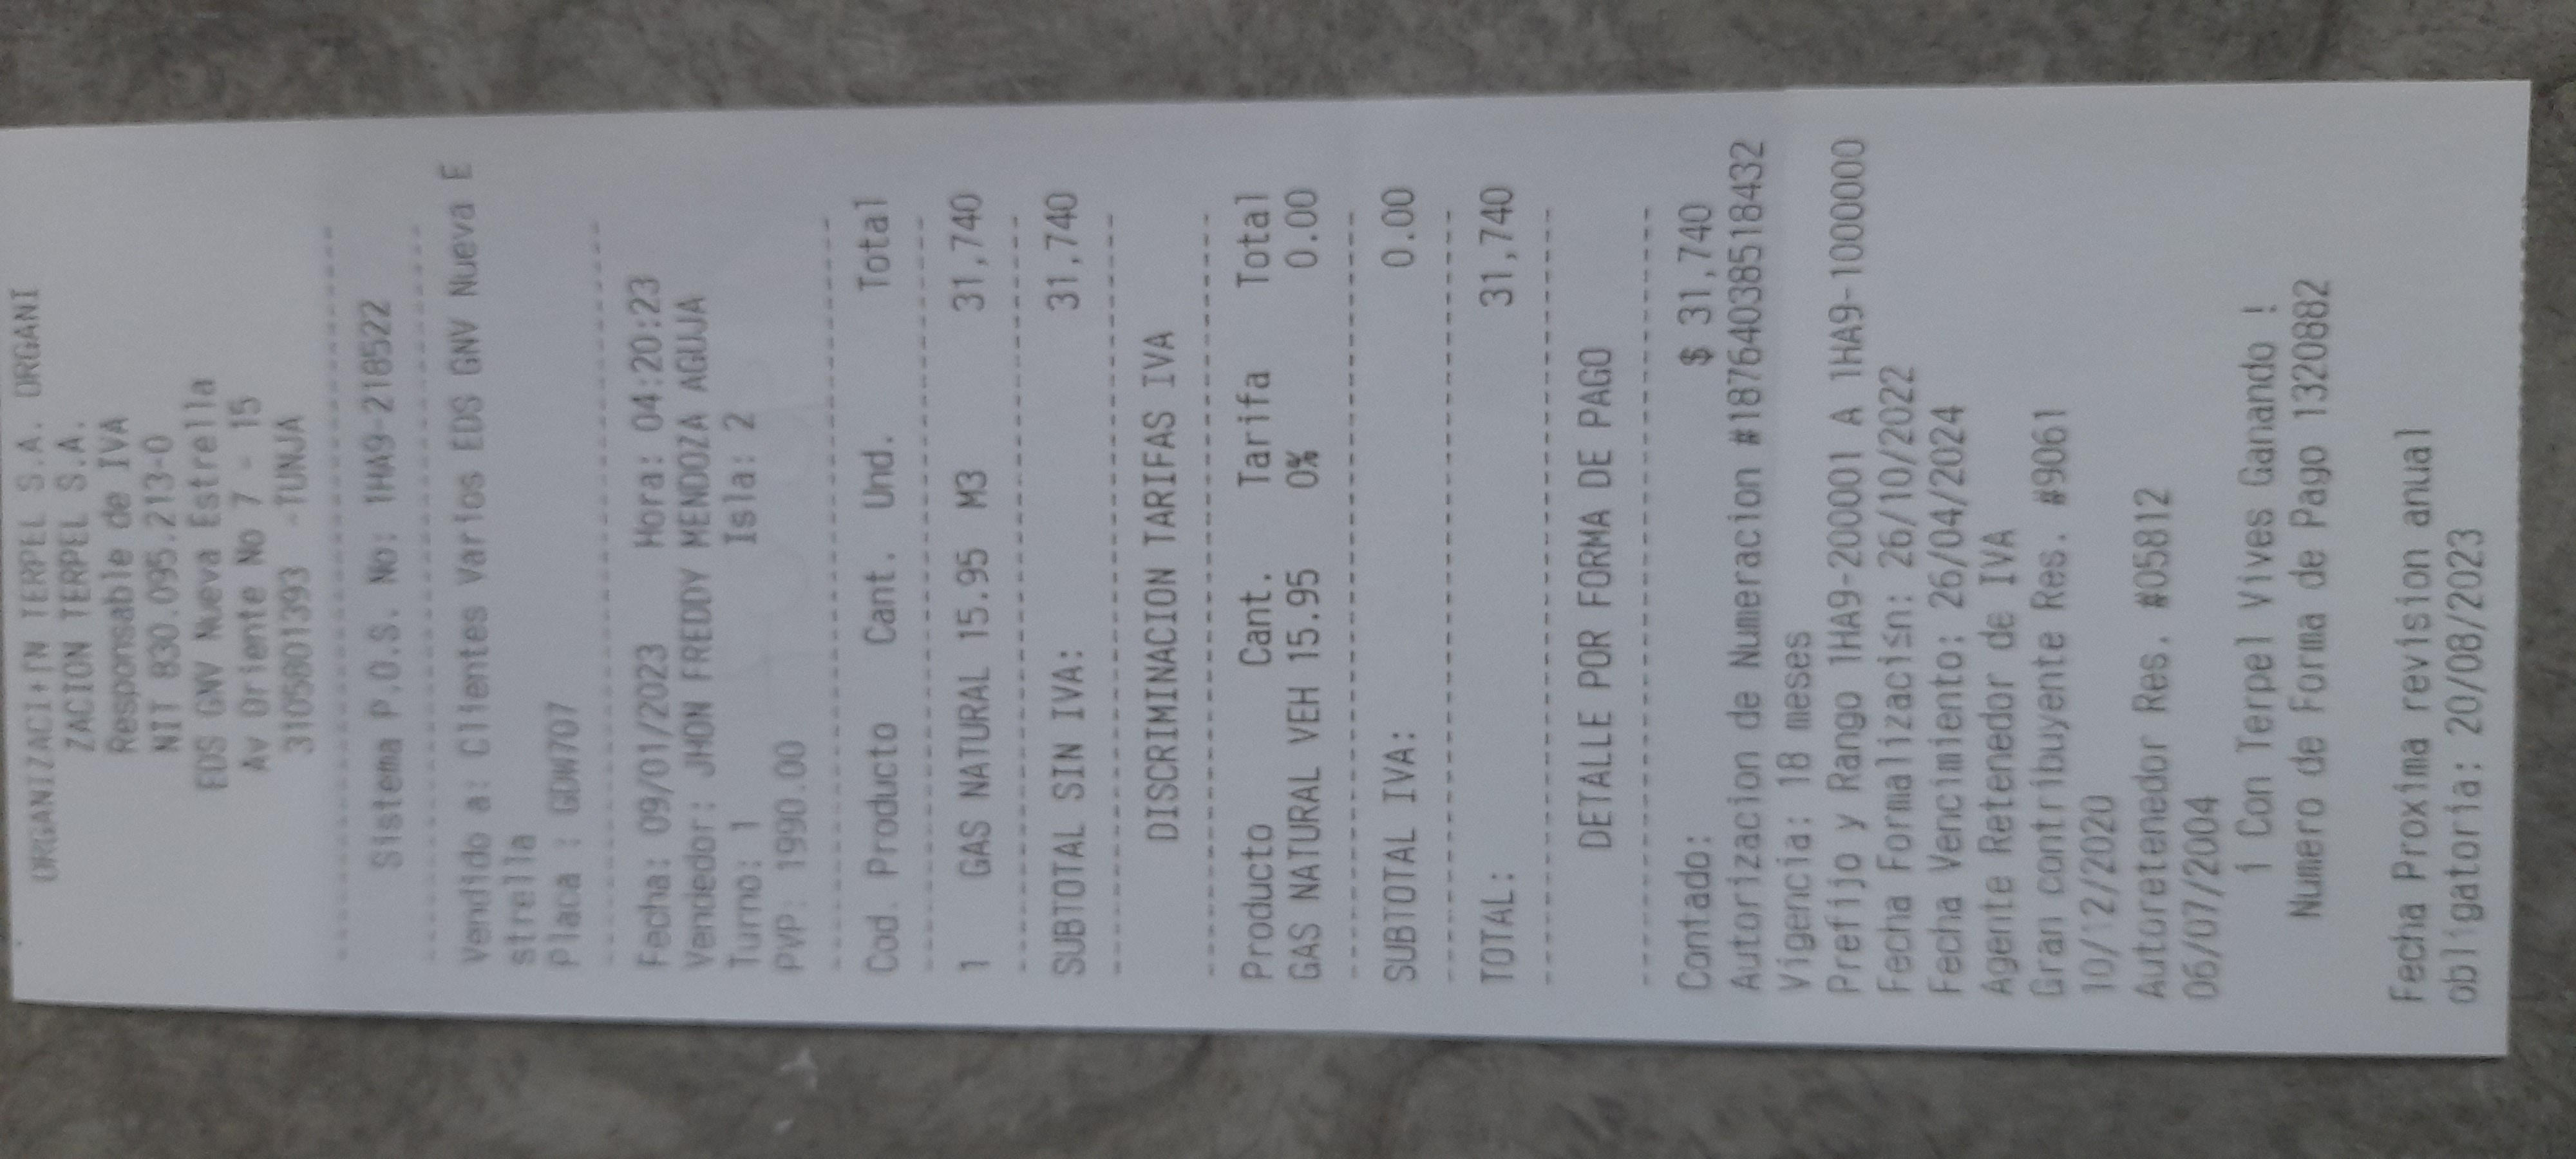 ORGANIZACI+ΓN TERPEL S.A. ORGANI
ZACION TERPEL S.A.
Responsable de IVA
NIT 830.095.213-0
EDS GNV Nueva Estrella
Av Oriente No 7 - 15
3105801393 -TUNJA
Sistema P.O.S. No: 1HA9-218522
Vendido a: Clientes Varios EDS GNV Nueva E
strella
Placa : GDW707
Fecha: 09/01/2023 Hora: 04:20:23
Vendedor: JHON FREDDY MENDOZA AGUJA
Turno: 1 Isla: 2
PVP: 1990.00
Cod. Producto Cant. Und. Total
1 GAS NATURAL 15.95 M3 31,740
SUBTOTAL SIN IVA: 31,740
DISCRIMINACION TARIFAS IVA
Producto Cant. Tarifa Total
GAS NATURAL VEH 15.95 0% 0.00
SUBTOTAL IVA: 0.00
TOTAL: 31,740
DETALLE POR FORMA DE PAGO
Contado: $ 31,740
Autorizacion de Numeracion #18764038518432
Vigencia: 18 meses
Prefijo y Rango 1HA9-200001 A 1HA9-1000000
Fecha Formalizaci≤n: 26/10/2022
Fecha Vencimiento: 26/04/2024
Agente Retenedor de IVA
Gran contribuyente Res. #9061
10/12/2020
Autoretenedor Res. #05812
06/07/2004
¡ Con Terpel Vives Ganando !
Numero de Forma de Pago 1320882
Fecha Proxima revision anual
obligatoria: 20/08/2023